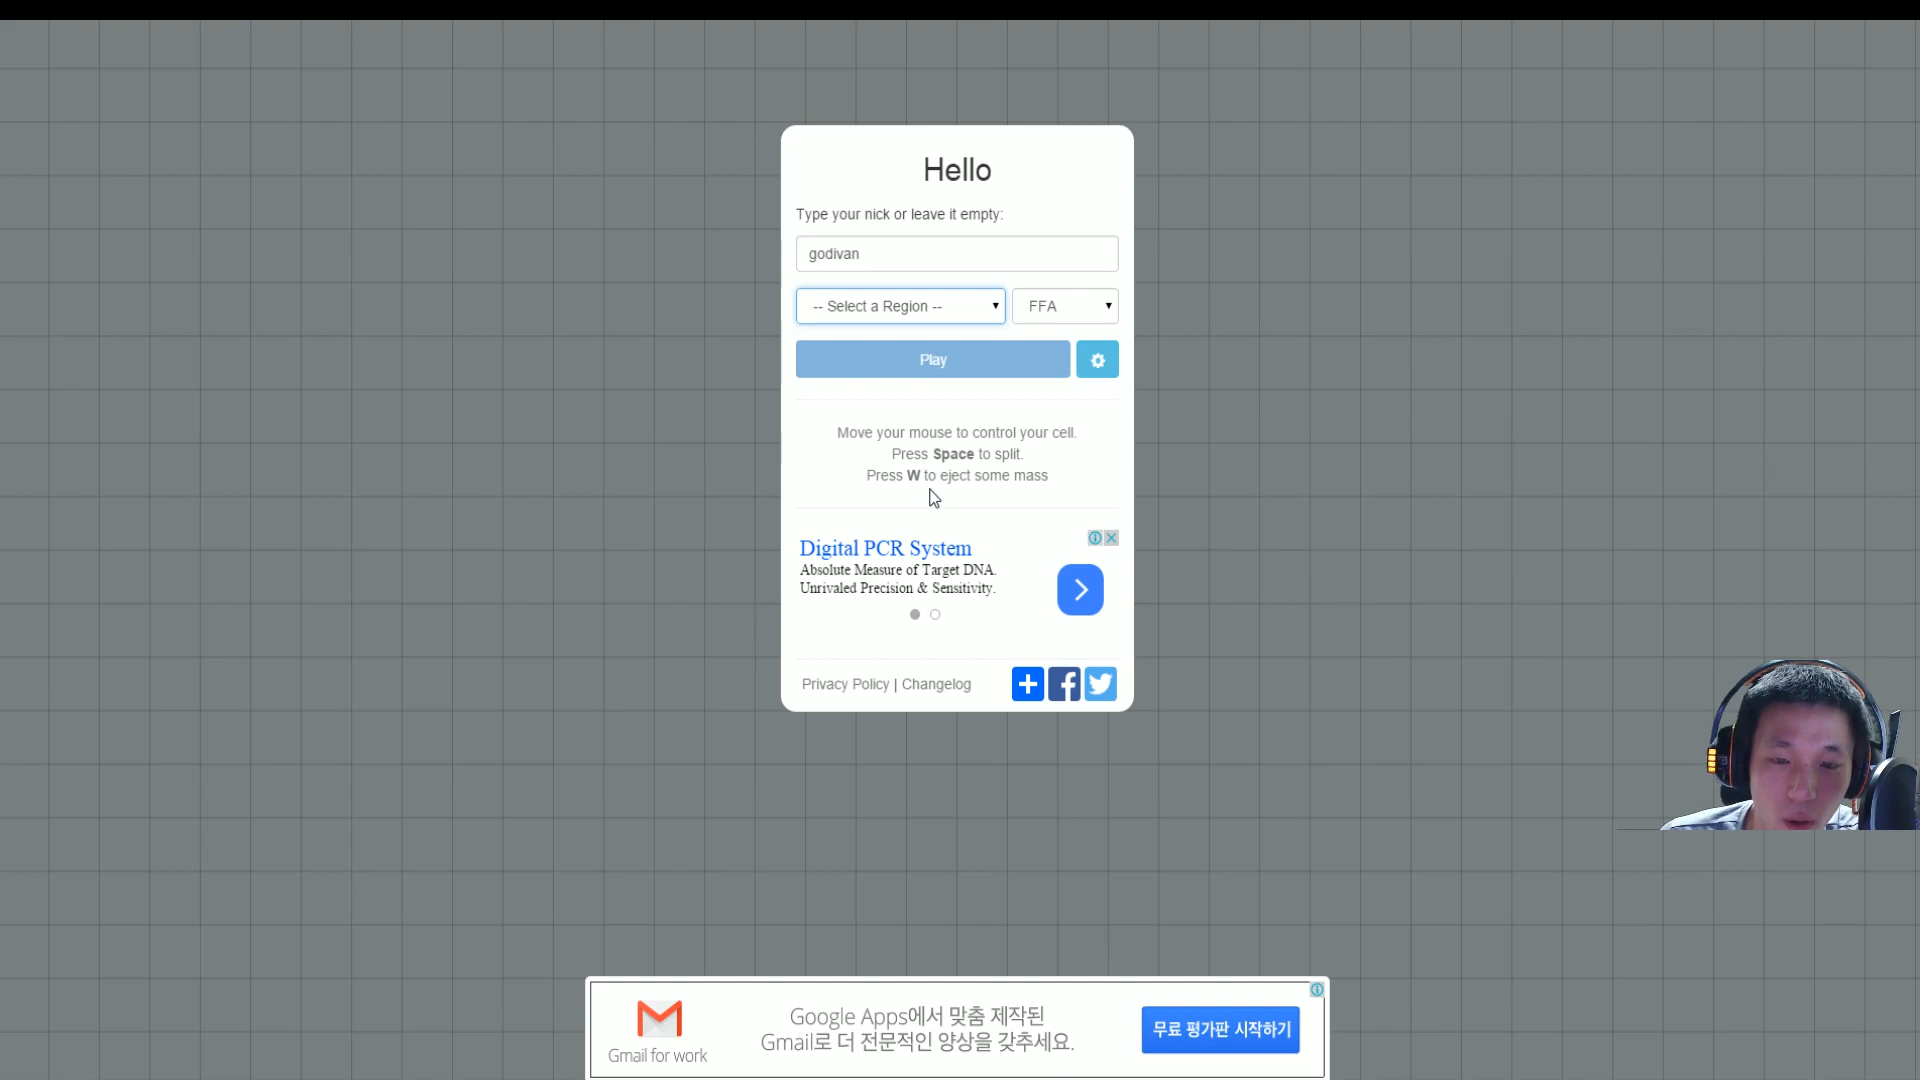 Hello
Type your nick or leave it empty:
godivan
-- Select a Region --
FFA
Play
Move your mouse to control your cell.
Press Space to split.
Press W to eject some mass
Digital PCR System
Absolute Measure of Target DNA.
Unrivaled Precision & Sensitivity.
Privacy Policy | Changelog
Gmail for work
Google Apps에서 맞춤 제작된
Gmail로 더 전문적인 양상을 갖추세요.
무료 평가판 시작하기